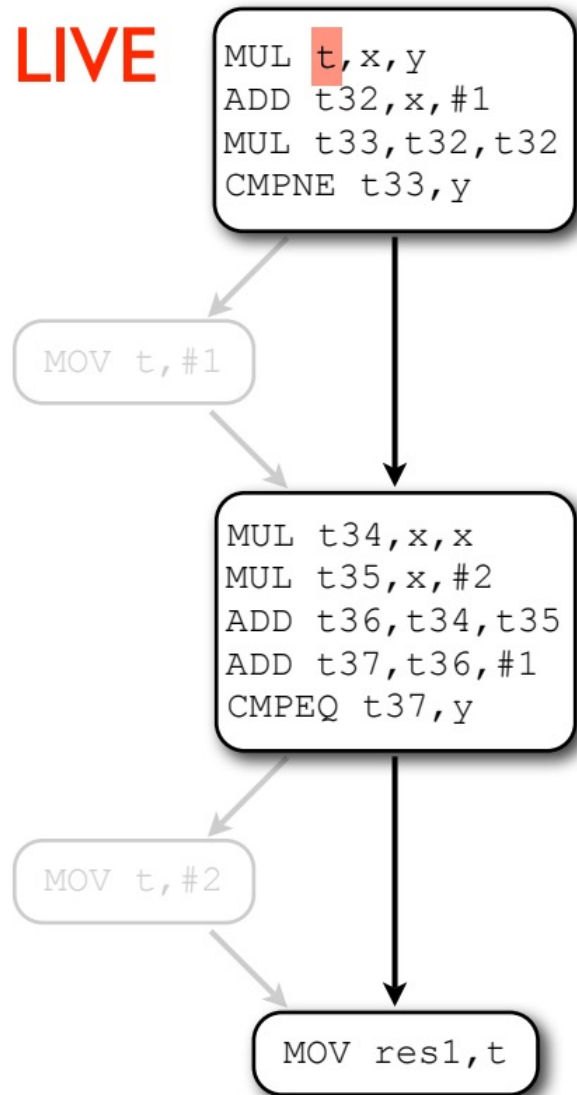 LIVE
MUL t,x,y
ADD t32,x,#1
MUL t33,t32,t32
CMPNE t33,y
MOV t,#1
MUL t34,x,x
MUL t35,x,#2
ADD t36,t34,t35
ADD t37,t36,#1
CMPEQ t37,y
MOV t,#2
MOV res1,t